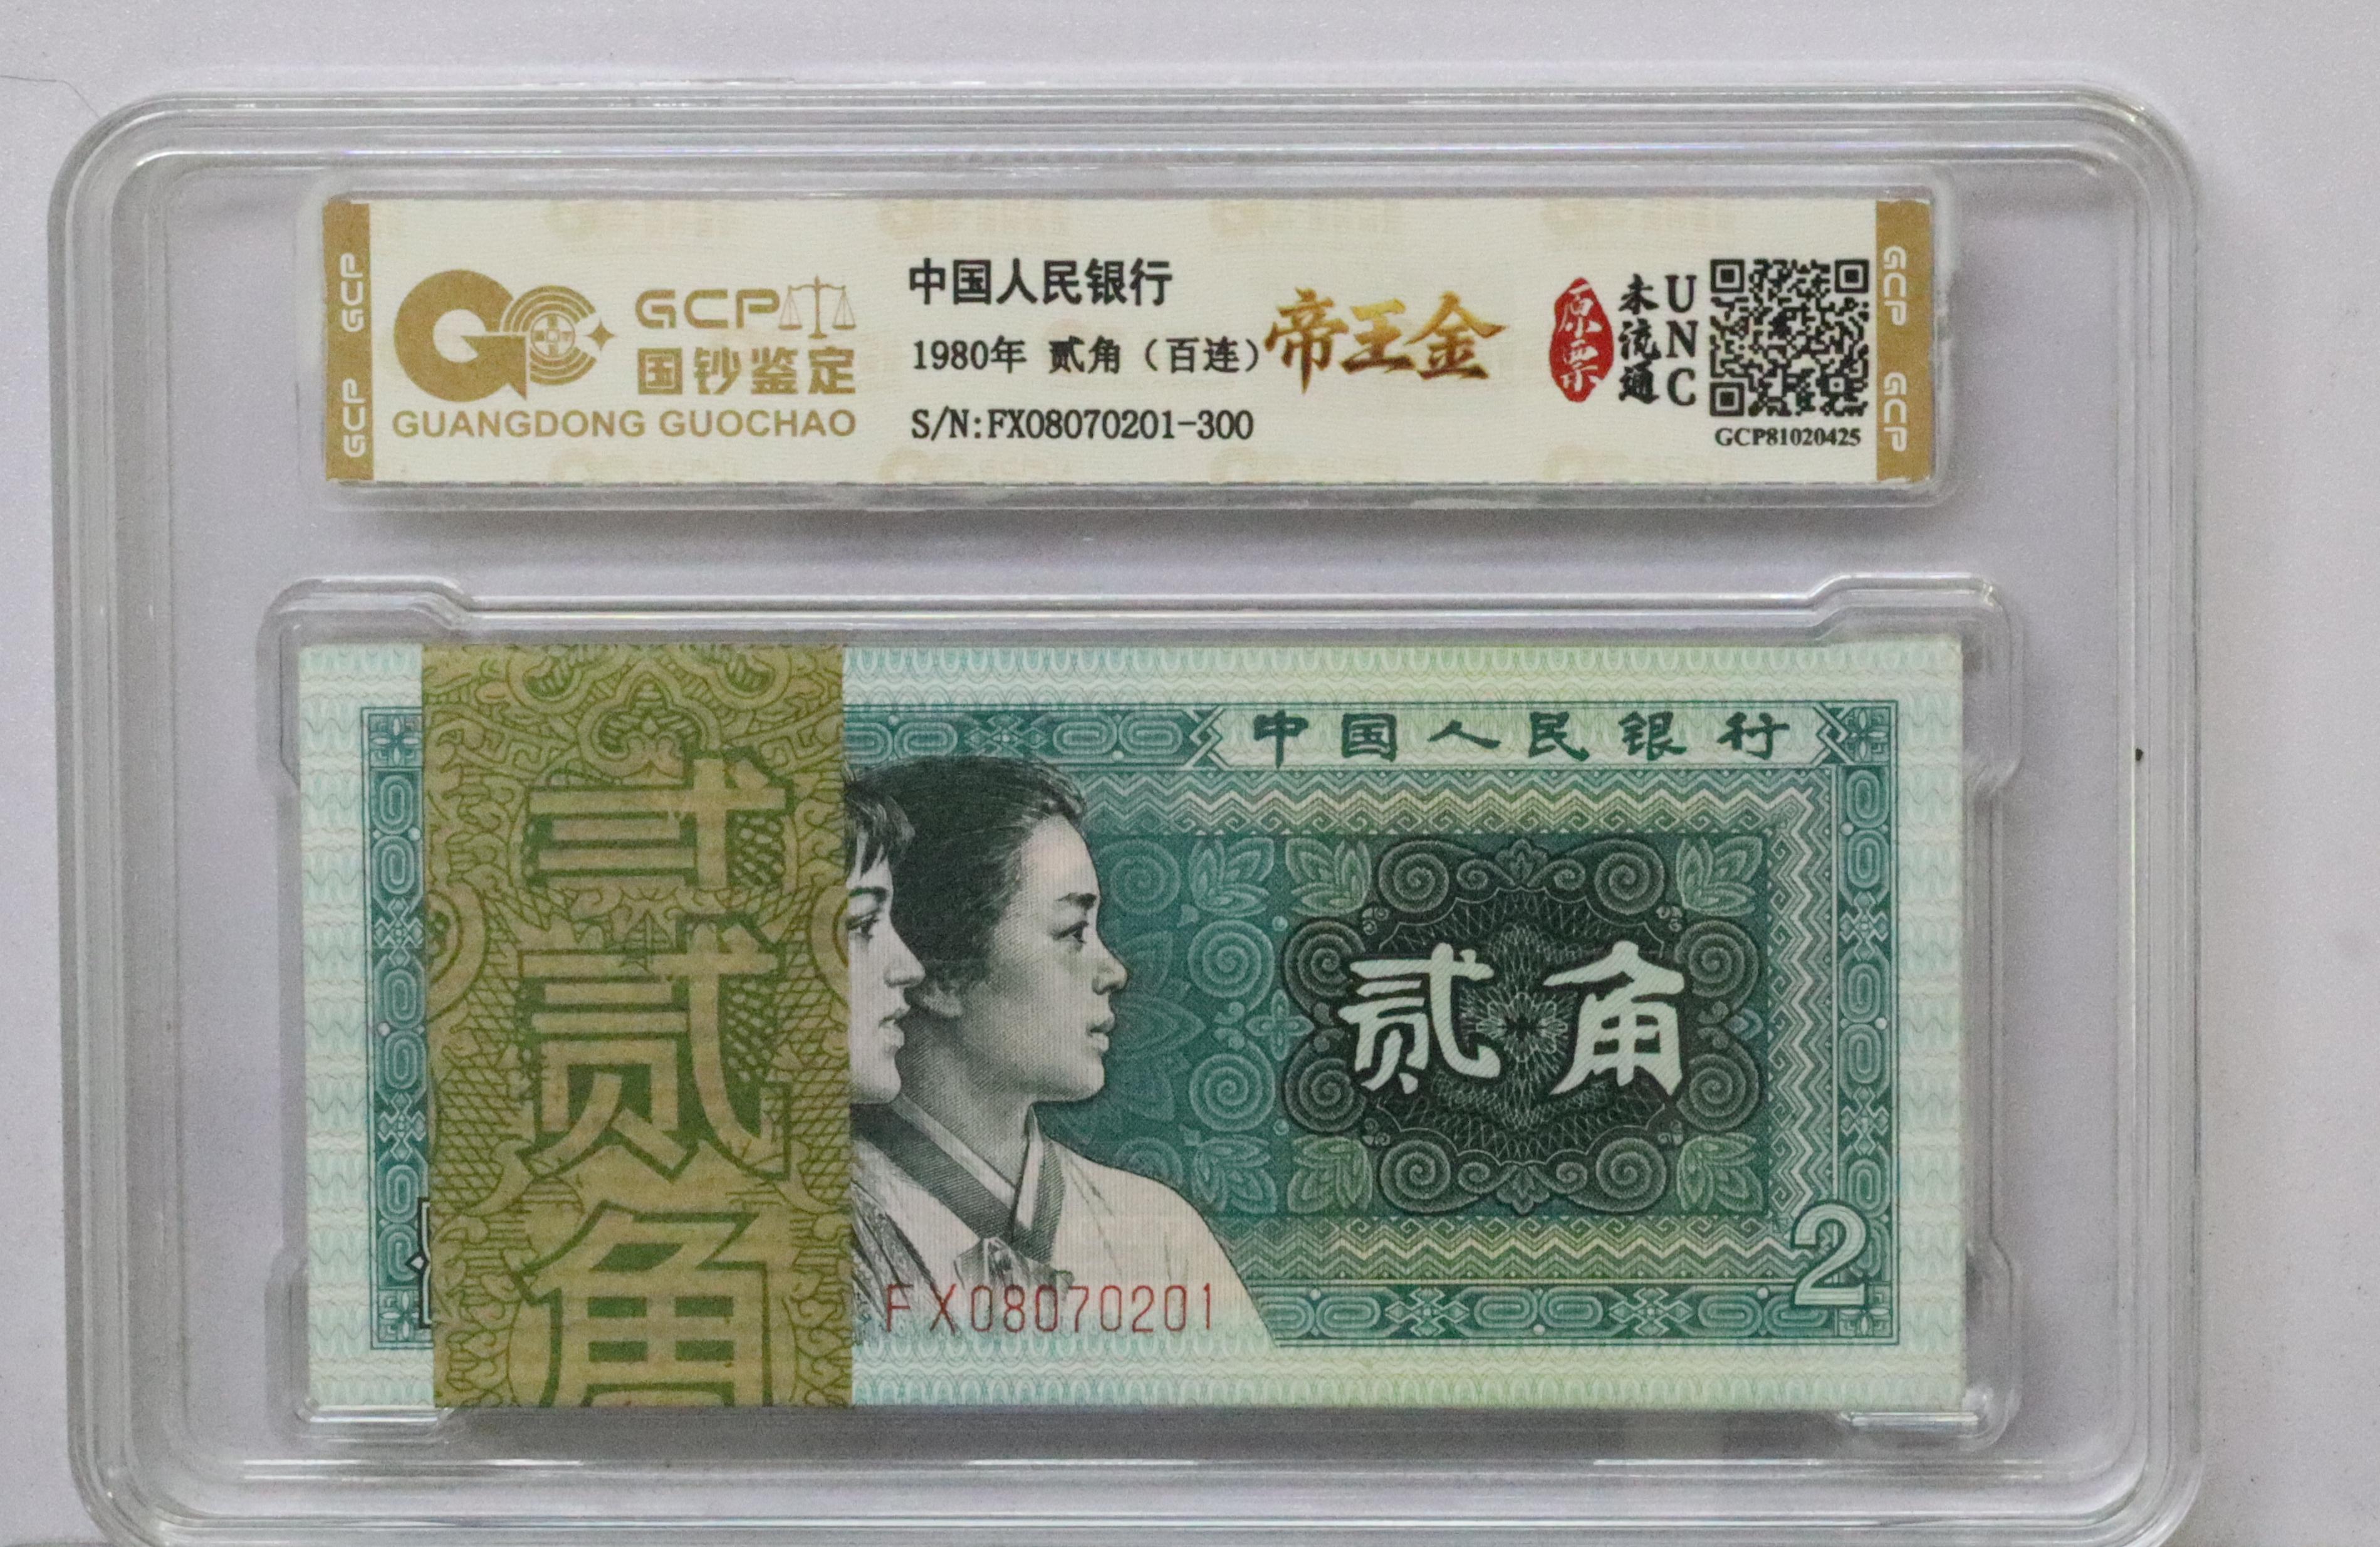 GCP GCP
GCP
国钞鉴定
GUANGDONG GUOCHAO
中国人民银行
1980年 贰角（百连）
S/N:FX08070201-300
帝王金
原票
未流通
UNC
GCP81020425
GCP GCP
贰角
中国人民银行
贰角
FX08070201
2